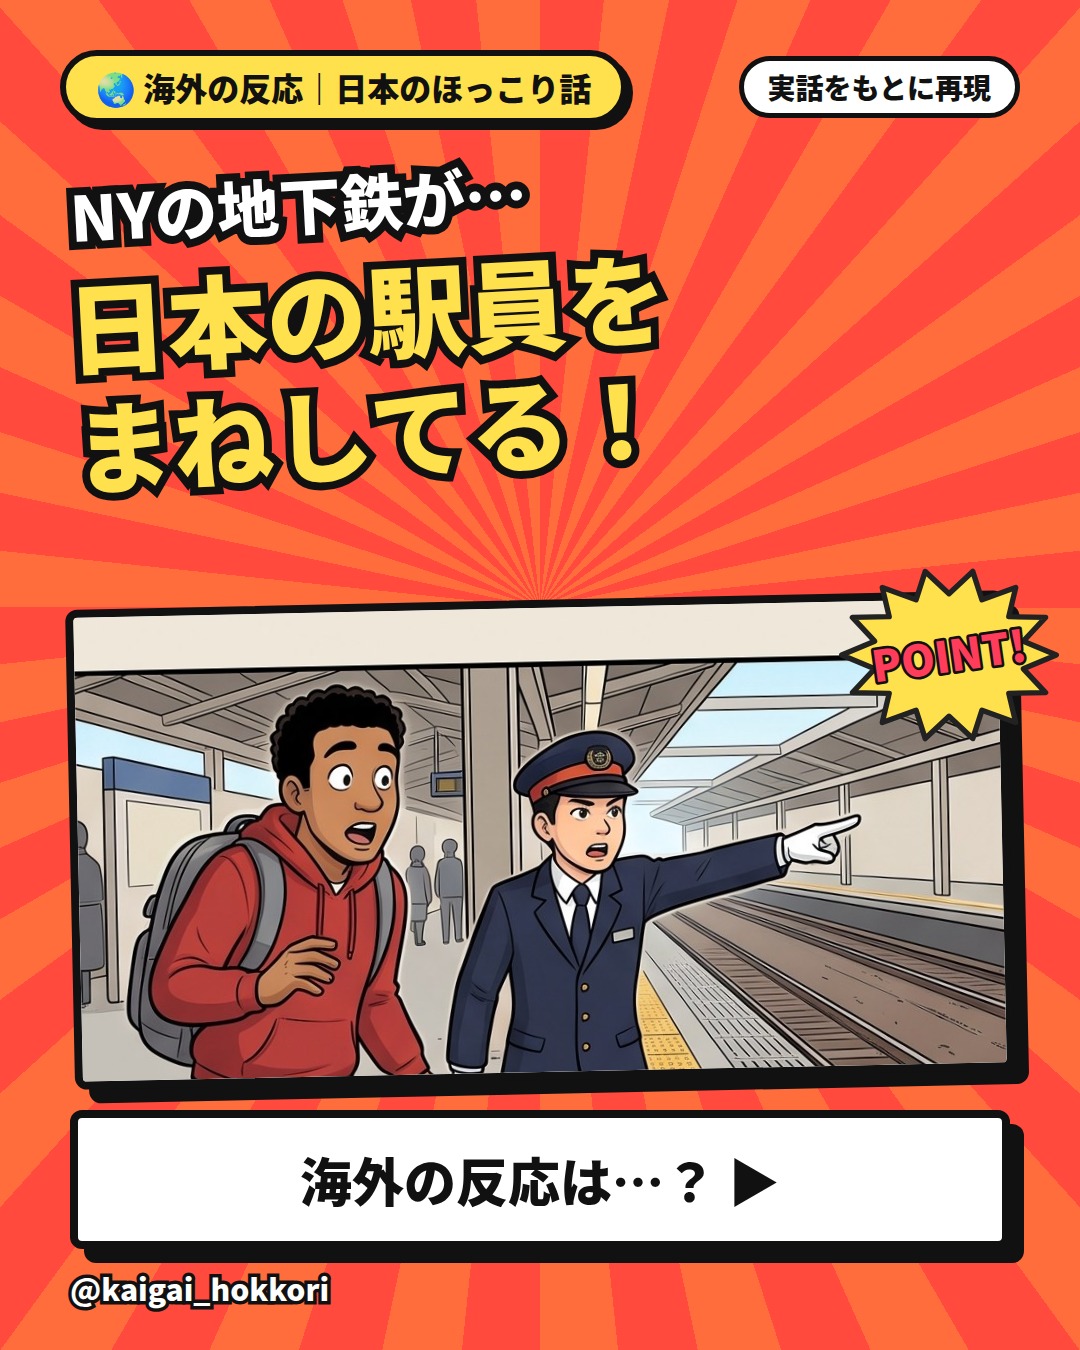 🌏 海外の反応｜日本のほっこり話
実話をもとに再現
NYの地下鉄が…
日本の駅員を
まねしてる！
POINT!
海外の反応は…？ ▶
@kaigai_hokkori